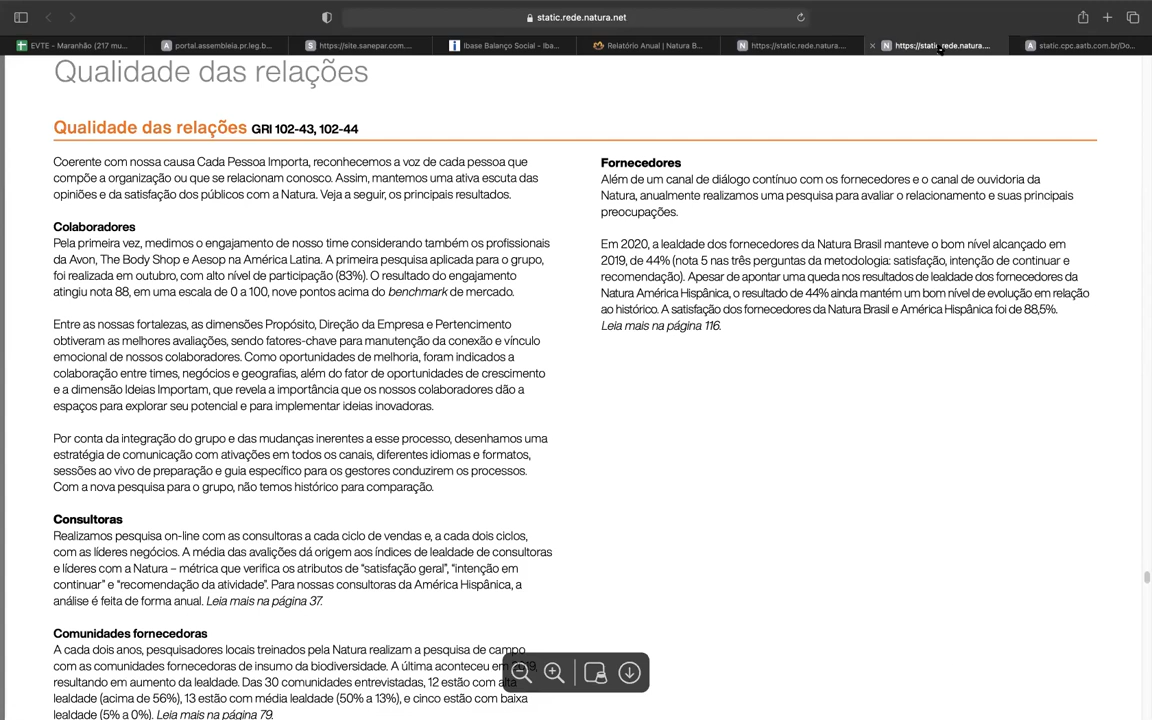 static.rede.natura.net
EVTE - Maranhão (217 mu...
portal.assembleia.pr.leg.b...
https://site.sanepar.com....
Ibase Balanço Social - Iba...
Relatório Anual | Natura B...
https://static.rede.natura....
https://static.rede.natura....
static.cpc.aatb.com.br/Do...
Qualidade das relações
Qualidade das relações GRI 102-43, 102-44
Coerente com nossa causa Cada Pessoa Importa, reconhecemos a voz de cada pessoa que
compõe a organização ou que se relacionam conosco. Assim, mantemos uma ativa escuta das
opiniões e da satisfação dos públicos com a Natura. Veja a seguir, os principais resultados.
Colaboradores
Pela primeira vez, medimos o engajamento de nosso time considerando também os profissionais
da Avon, The Body Shop e Aesop na América Latina. A primeira pesquisa aplicada para o grupo,
foi realizada em outubro, com alto nível de participação (83%). O resultado do engajamento
atingiu nota 88, em uma escala de 0 a 100, nove pontos acima do benchmark de mercado.
Entre as nossas fortalezas, as dimensões Propósito, Direção da Empresa e Pertencimento
obtiveram as melhores avaliações, sendo fatores-chave para manutenção da conexão e vínculo
emocional de nossos colaboradores. Como oportunidades de melhoria, foram indicados a
colaboração entre times, negócios e geografias, além do fator de oportunidades de crescimento
e a dimensão Ideias Importam, que revela a importância que os nossos colaboradores dão a
espaços para explorar seu potencial e para implementar ideias inovadoras.
Por conta da integração do grupo e das mudanças inerentes a esse processo, desenhamos uma
estratégia de comunicação com ativações em todos os canais, diferentes idiomas e formatos,
sessões ao vivo de preparação e guia específico para os gestores conduzirem os processos.
Com a nova pesquisa para o grupo, não temos histórico para comparação.
Consultoras
Realizamos pesquisa on-line com as consultoras a cada ciclo de vendas e, a cada dois ciclos,
com as líderes negócios. A média das avalições dá origem aos índices de lealdade de consultoras
e líderes com a Natura – métrica que verifica os atributos de “satisfação geral”, “intenção em
continuar” e “recomendação da atividade”. Para nossas consultoras da América Hispânica, a
análise é feita de forma anual. Leia mais na página 37.
Comunidades fornecedoras
A cada dois anos, pesquisadores locais treinados pela Natura realizam a pesquisa de campo
com as comunidades fornecedoras de insumo da biodiversidade. A última aconteceu em 2019,
resultando em aumento da lealdade. Das 30 comunidades entrevistadas, 12 estão com alta
lealdade (acima de 56%), 13 estão com média lealdade (50% a 13%), e cinco estão com baixa
lealdade (5% a 0%). Leia mais na página 79.
Fornecedores
Além de um canal de diálogo contínuo com os fornecedores e o canal de ouvidoria da
Natura, anualmente realizamos uma pesquisa para avaliar o relacionamento e suas principais
preocupações.
Em 2020, a lealdade dos fornecedores da Natura Brasil manteve o bom nível alcançado em
2019, de 44% (nota 5 nas três perguntas da metodologia: satisfação, intenção de continuar e
recomendação). Apesar de apontar uma queda nos resultados de lealdade dos fornecedores da
Natura América Hispânica, o resultado de 44% ainda mantém um bom nível de evolução em relação
ao histórico. A satisfação dos fornecedores da Natura Brasil e América Hispânica foi de 88,5%.
Leia mais na página 116.